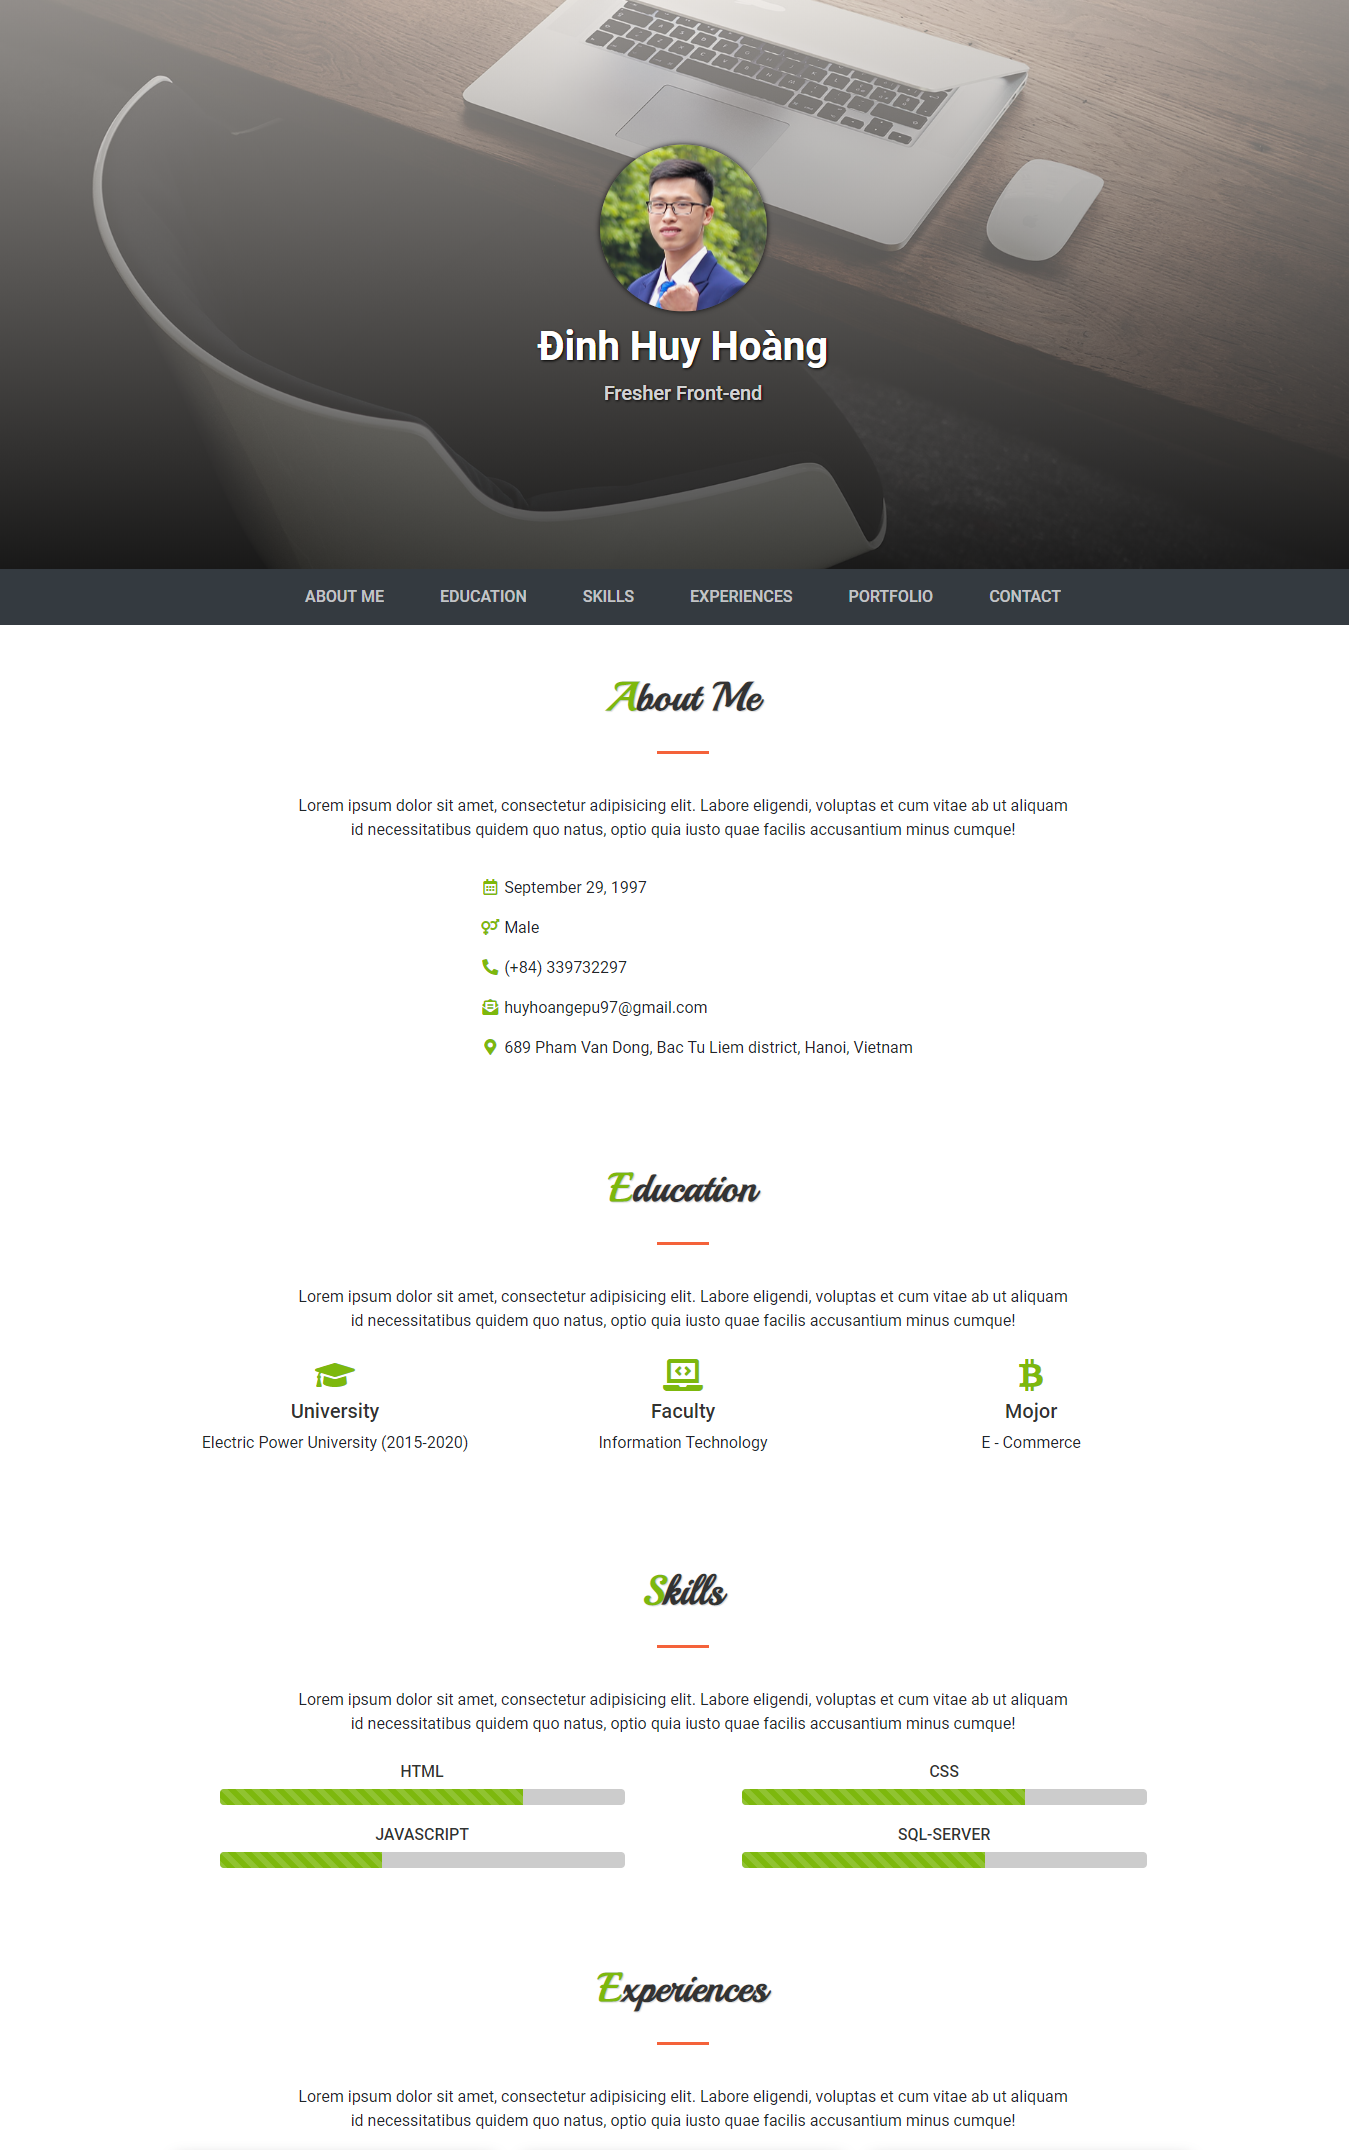 Đinh Huy Hoàng
Fresher Front-end
ABOUT ME EDUCATION SKILLS EXPERIENCES PORTFOLIO CONTACT
About Me
Lorem ipsum dolor sit amet, consectetur adipisicing elit. Labore eligendi, voluptas et cum vitae ab ut aliquam
id necessitatibus quidem quo natus, optio quia iusto quae facilis accusantium minus cumque!
September 29, 1997
Male
(+84) 339732297
huyhoangepu97@gmail.com
689 Pham Van Dong, Bac Tu Liem district, Hanoi, Vietnam
Education
Lorem ipsum dolor sit amet, consectetur adipisicing elit. Labore eligendi, voluptas et cum vitae ab ut aliquam
id necessitatibus quidem quo natus, optio quia iusto quae facilis accusantium minus cumque!
University
Electric Power University (2015-2020)
Faculty
Information Technology
Mojor
E - Commerce
Skills
Lorem ipsum dolor sit amet, consectetur adipisicing elit. Labore eligendi, voluptas et cum vitae ab ut aliquam
id necessitatibus quidem quo natus, optio quia iusto quae facilis accusantium minus cumque!
HTML
CSS
JAVASCRIPT
SQL-SERVER
Experiences
Lorem ipsum dolor sit amet, consectetur adipisicing elit. Labore eligendi, voluptas et cum vitae ab ut aliquam
id necessitatibus quidem quo natus, optio quia iusto quae facilis accusantium minus cumque!